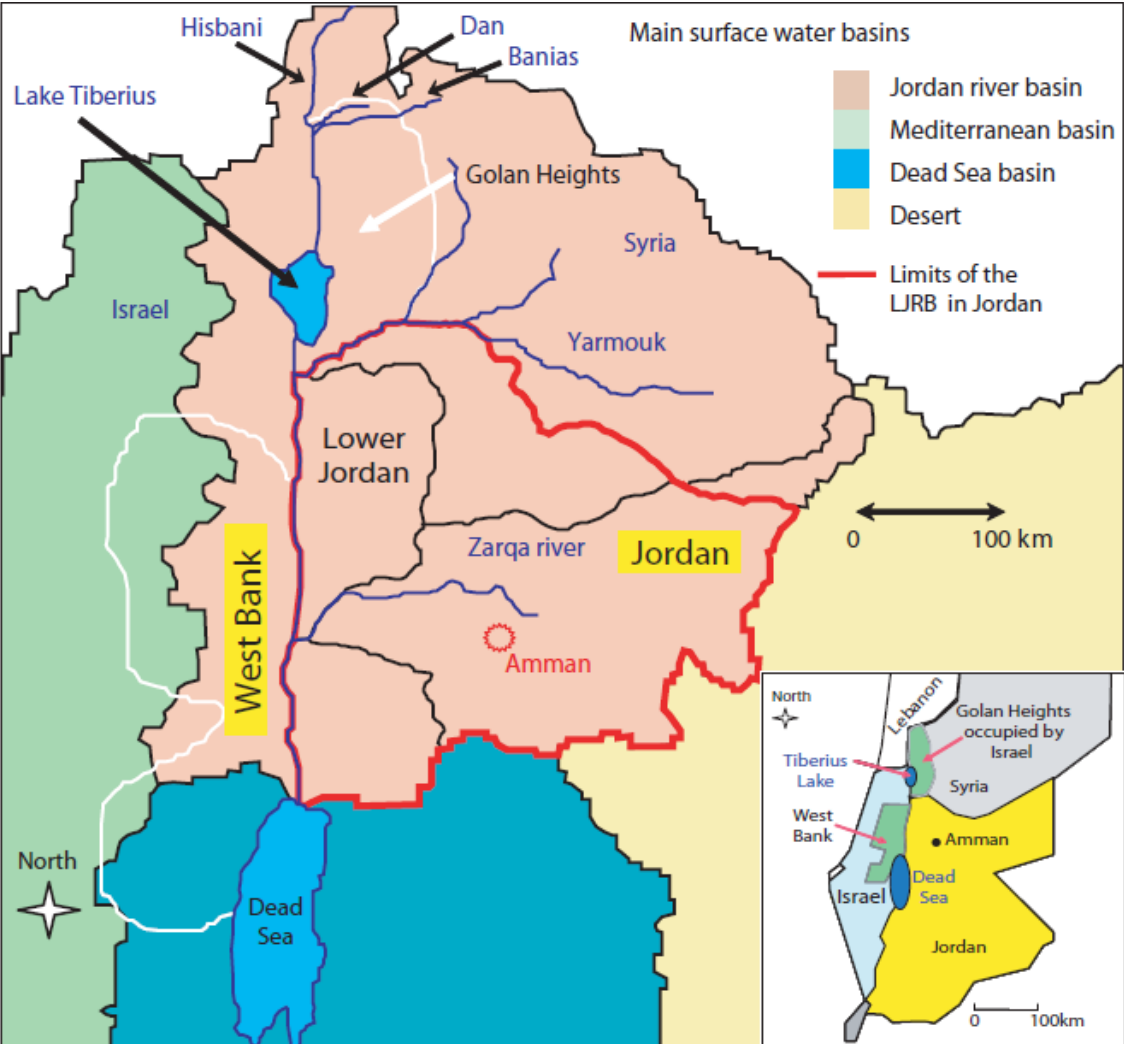 Hisbani
Dan
Banias
Main surface water basins
Lake Tiberius
Jordan river basin
Mediterranean basin
Dead Sea basin
Desert
Limits of the
LJRB in Jordan
Golan Heights
Syria
Israel
Yarmouk
Lower
Jordan
0
100 km
Zarqa river
Jordan
West Bank
Amman
North
Dead
Sea
North
Lebanon
Golan Heights
occupied by
Israel
Tiberius
Lake
Syria
West
Bank
Amman
Israel
Dead
Sea
Jordan
0
100km